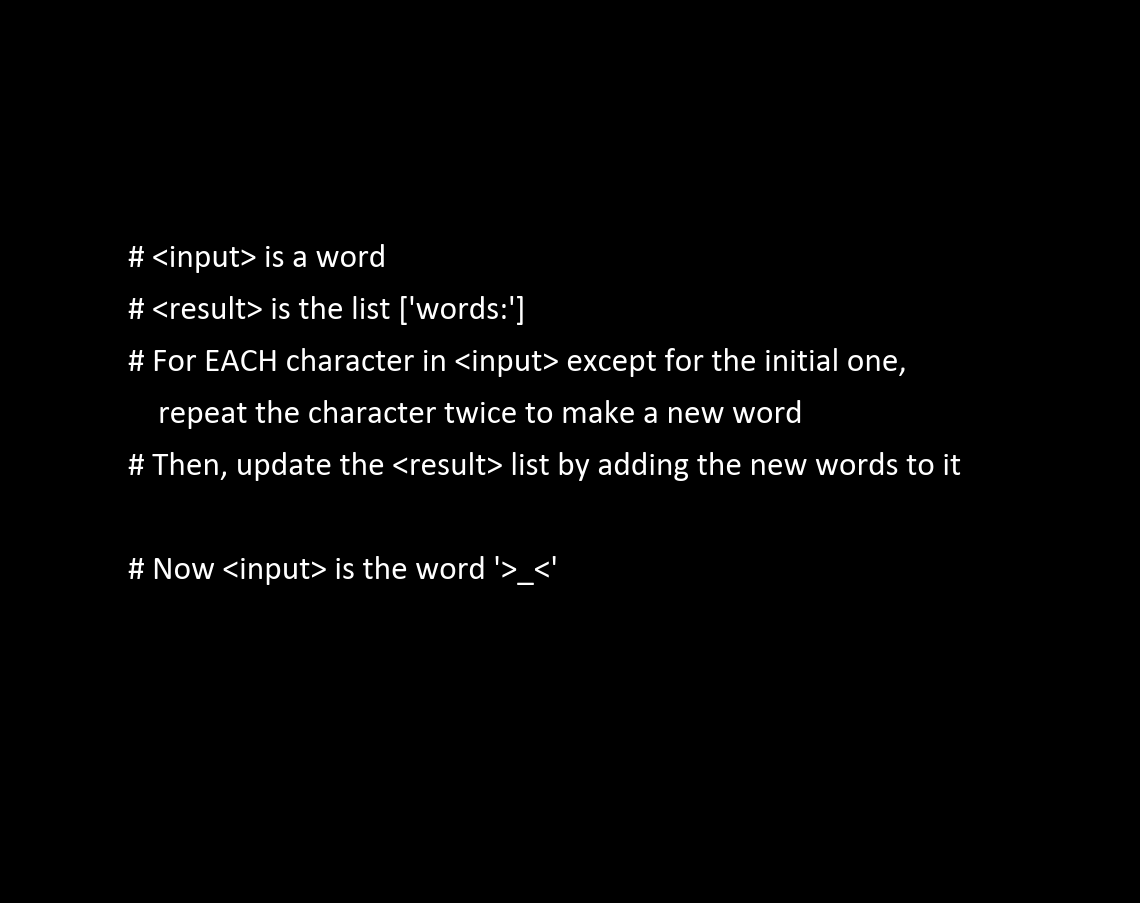 # <input> is a word
# <result> is the list ['words:']
# For EACH character in <input> except for the initial one,
repeat the character twice to make a new word
# Then, update the <result> list by adding the new words to it
# Now <input> is the word '>_<'